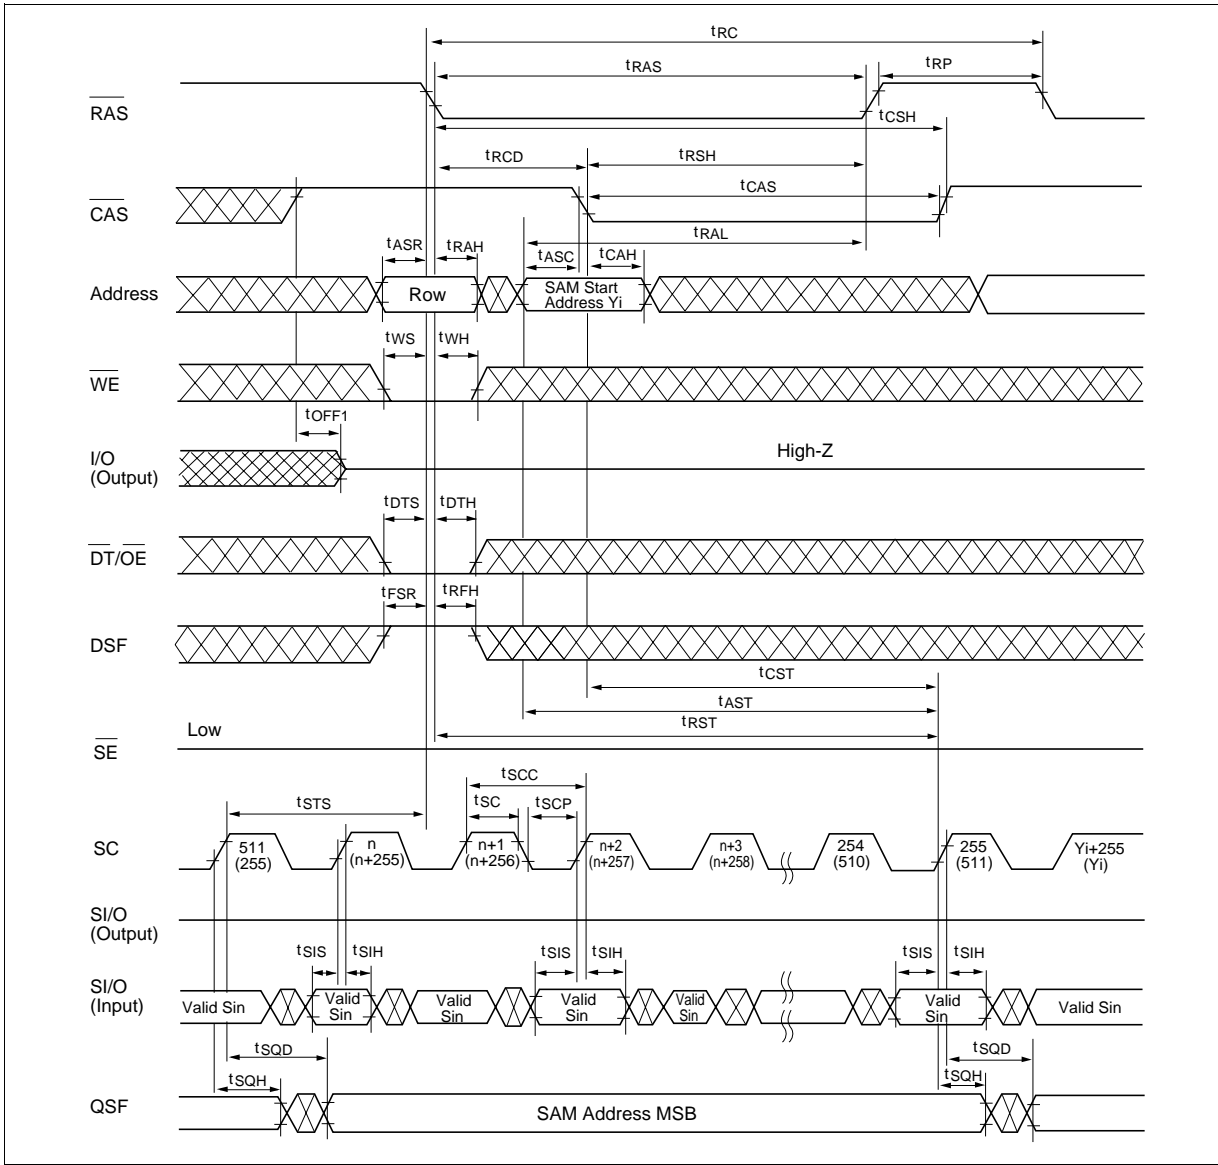 tRC
tRAS
tRP
RAS
tCSH
tRCD
tRSH
tCAS
CAS
tRAL
tASR
tRAH
tASC
tCAH
Address
Row
SAM Start
Address Yi
tWS
tWH
WE
tOFF1
I/O
(Output)
High-Z
tDTS
tDTH
DT/OE
tFSR
tRFH
DSF
tCST
tAST
tRST
Low
SE
tSCC
tSTS
tSC
tSCP
SC
511
(255)
n
(n+255)
n+1
(n+256)
n+2
(n+257)
n+3
(n+258)
254
(510)
255
(511)
Yi+255
(Yi)
SI/O
(Output)
tSIS
tSIH
tSIS
tSIH
tSIS
tSIH
SI/O
(Input)
Valid Sin
Valid
Sin
Valid
Sin
Valid
Sin
Valid
Sin
Valid
Sin
Valid Sin
tSQD
tSQD
tSQH
tSQH
QSF
SAM Address MSB